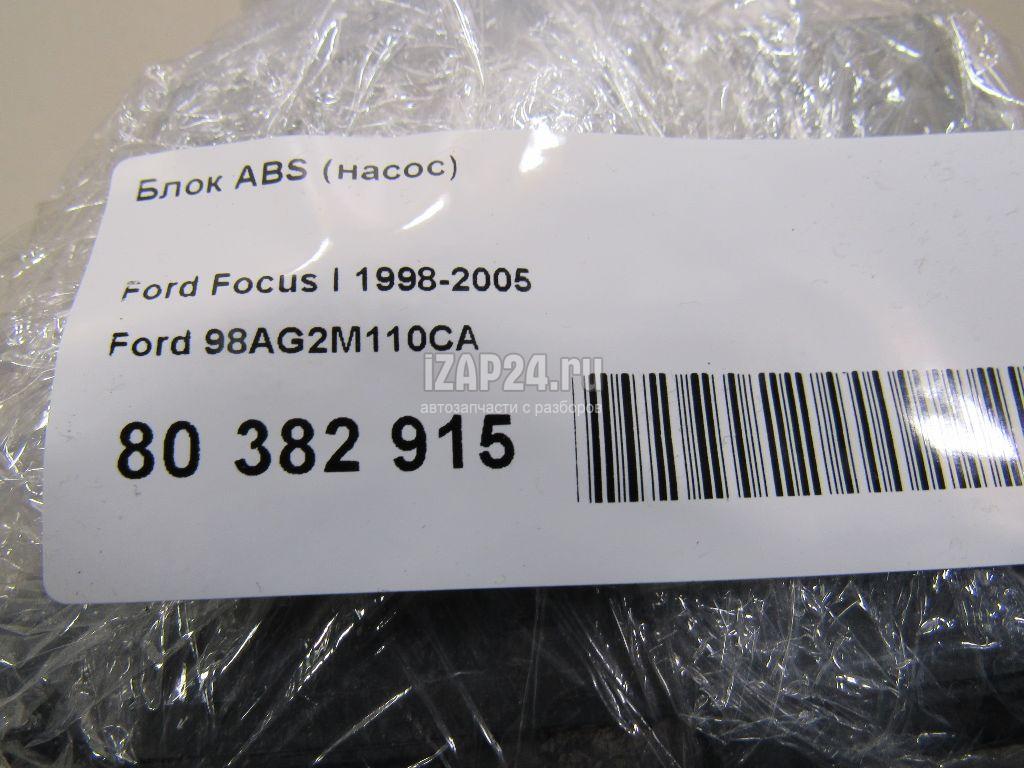 Блок ABS (насос)
Ford Focus I 1998-2005
Ford 98AG2M110CA
iZAP24.ru
автозапчасти с разборов
80 382 915